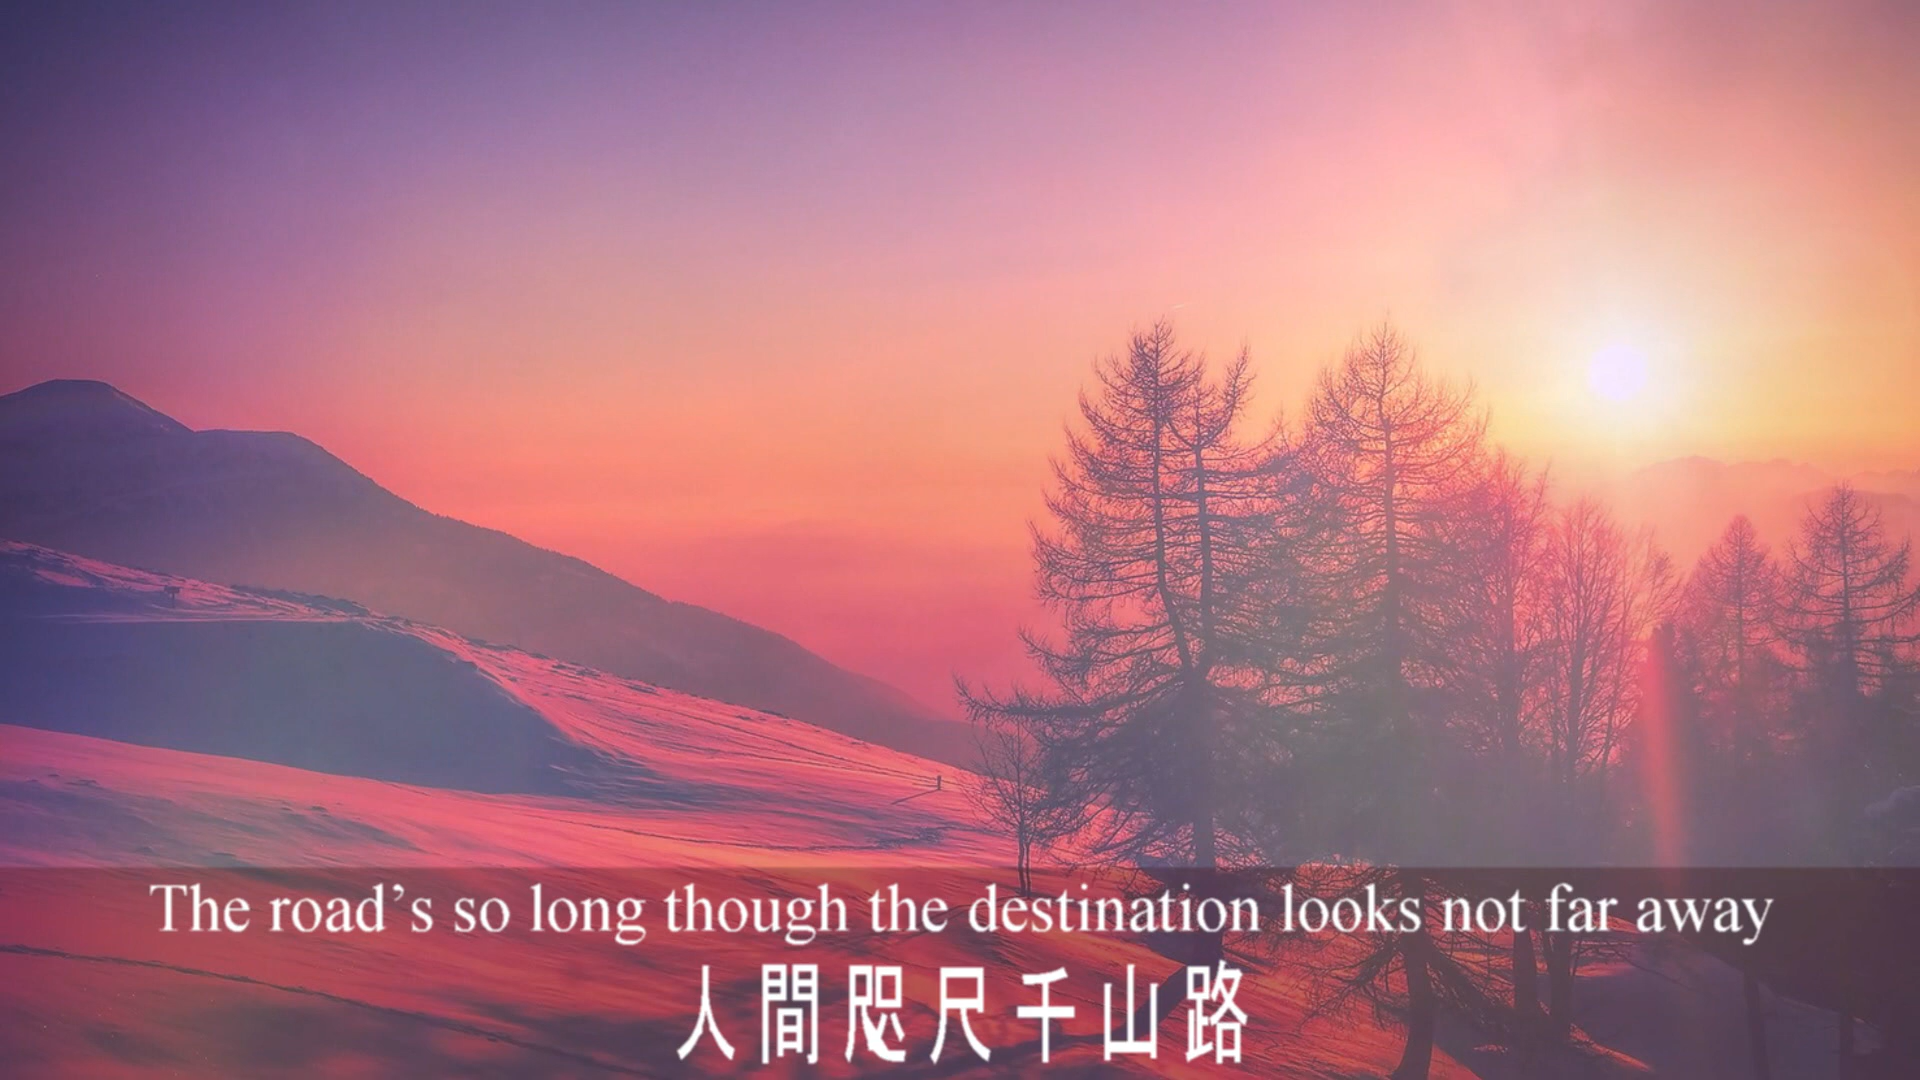 The road’s so long though the destination looks not far away
人間咫尺千山路